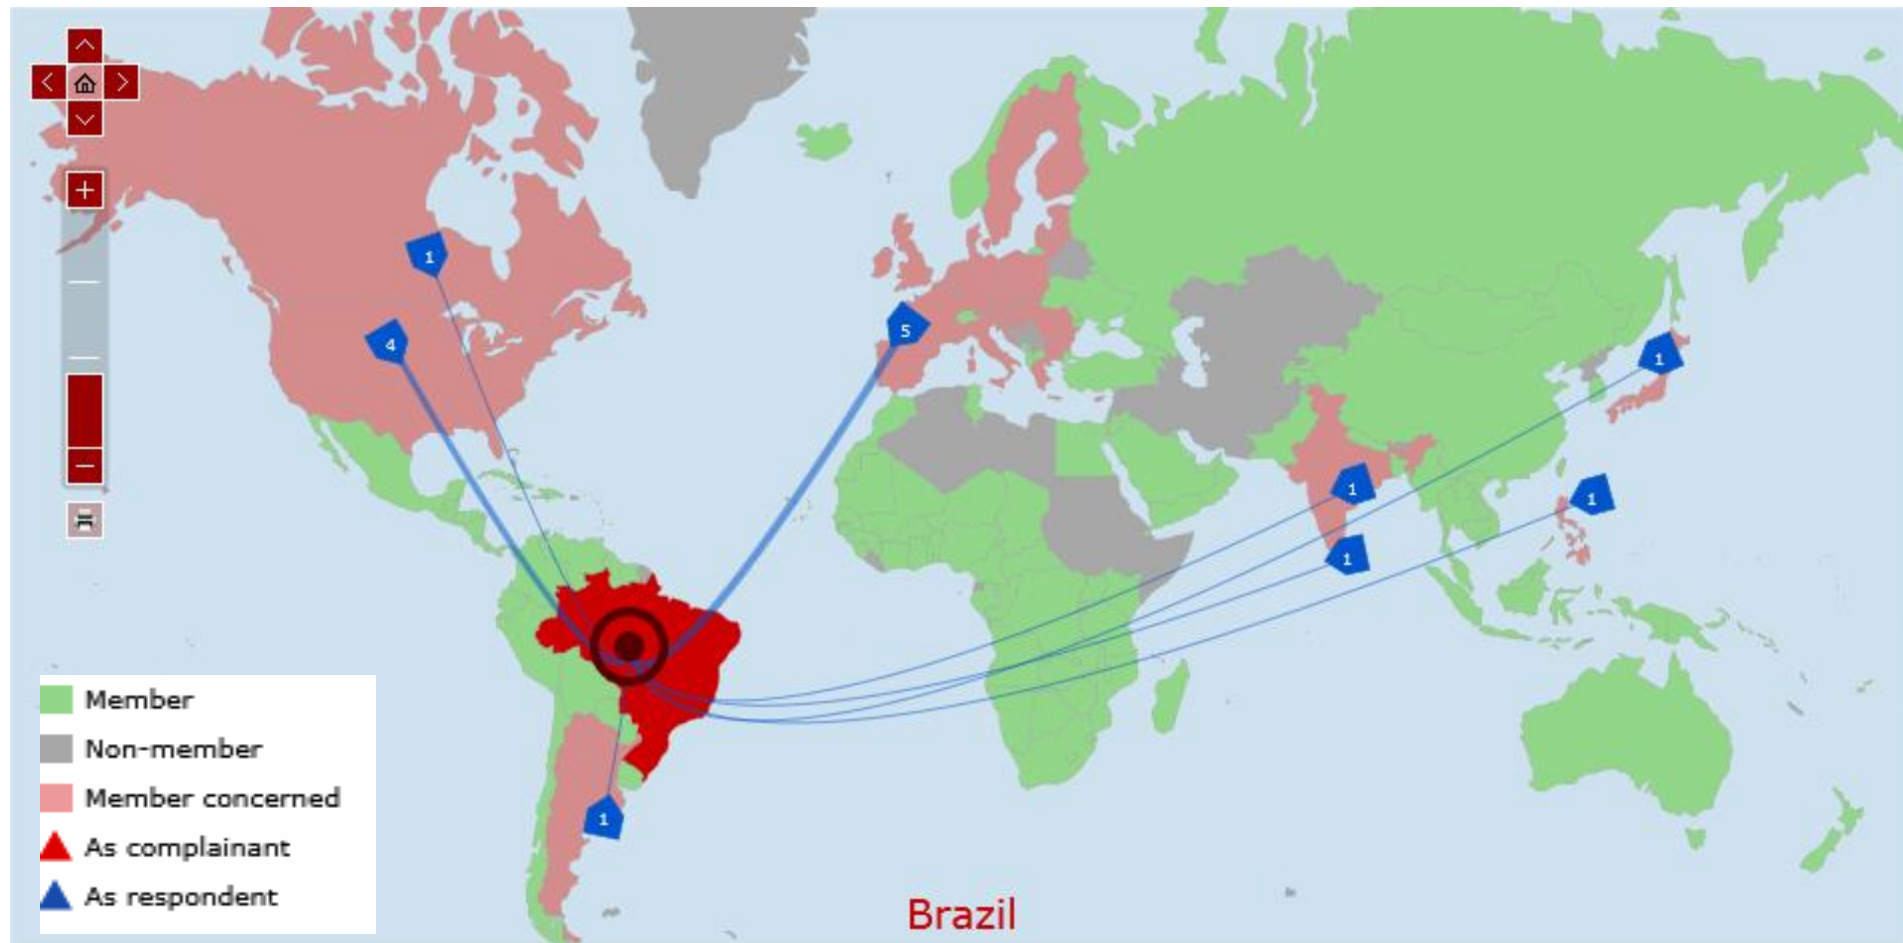 1
4
5
1
1
1
1
1
Member
Non-member
Member concerned
As complainant
As respondent
Brazil